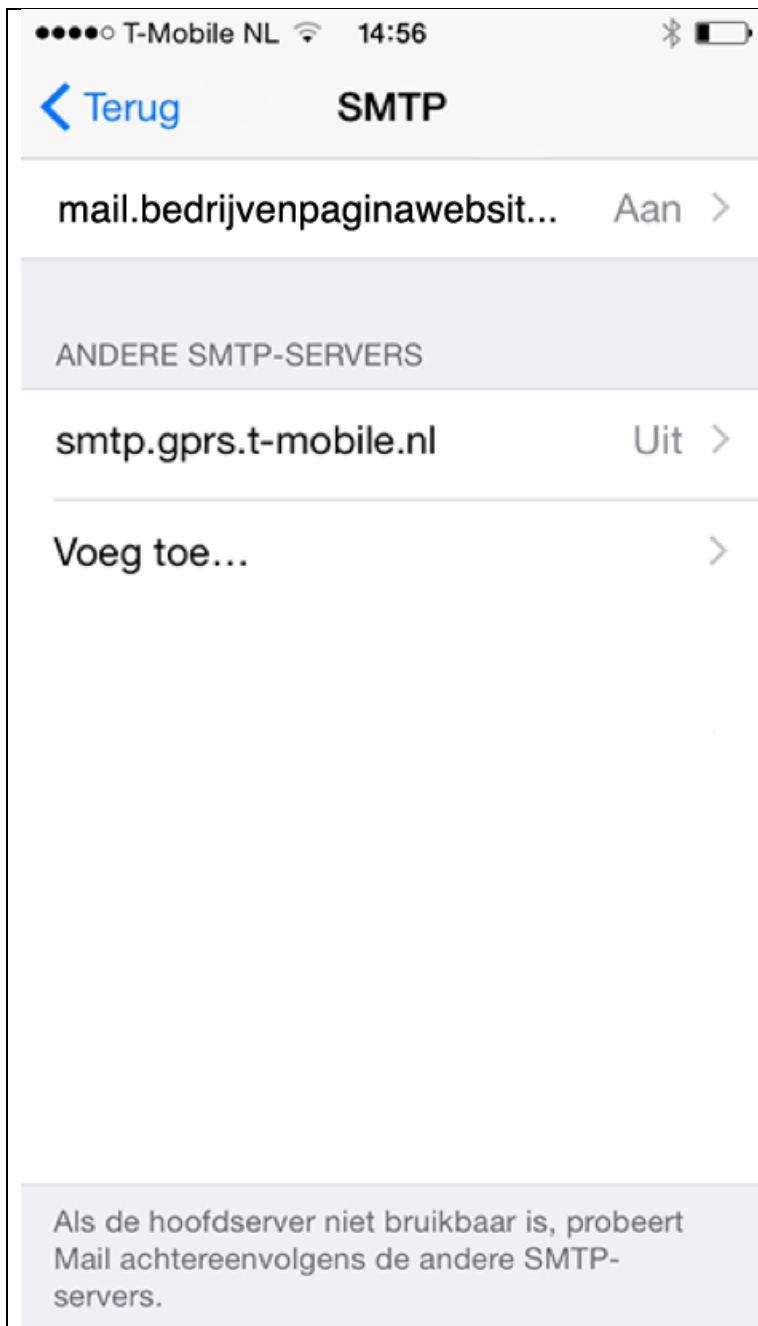 T-Mobile NL 14:56
Terug SMTP
mail.bedrijvenpaginawebsit... Aan
ANDERE SMTP-SERVERS
smtp.gprs.t-mobile.nl Uit
Voeg toe...
Als de hoofdserver niet bruikbaar is, probeert
Mail achtereenvolgens de andere SMTP-
servers.